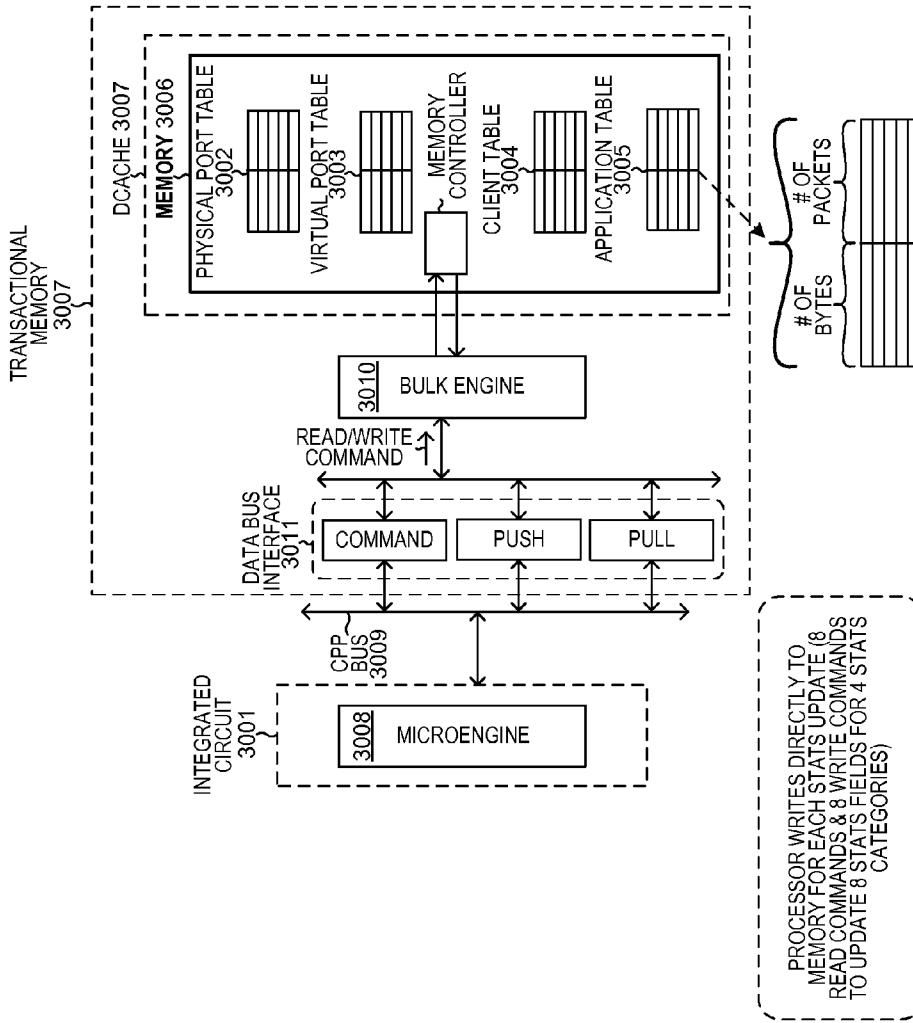 TRANSACTIONAL
MEMORY
3007
DCACHE 3007
MEMORY 3006
PHYSICAL PORT TABLE
3002
VIRTUAL PORT TABLE
3003
MEMORY
CONTROLLER
CLIENT TABLE
3004
APPLICATION TABLE
3005
# OF
BYTES
# OF
PACKETS
3010
BULK ENGINE
READ/WRITE
COMMAND
DATA BUS
INTERFACE
3011
COMMAND
PUSH
PULL
CPP
BUS
3009
INTEGRATED
CIRCUIT
3001
3008
MICROENGINE
PROCESSOR WRITES DIRECTLY TO
MEMORY FOR EACH STATS UPDATE (8
READ COMMANDS & 8 WRITE COMMANDS
TO UPDATE 8 STATS FIELDS FOR 4 STATS
CATEGORIES)